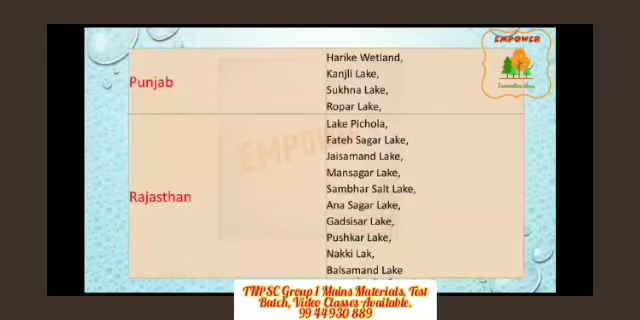 EMPOWER
Innovative ideas
Harike Wetland,
Kanjli Lake,
Punjab
Sukhna Lake,
Ropar Lake,
Lake Pichola,
Fateh Sagar Lake,
Jaisamand Lake,
Mansagar Lake,
Sambhar Salt Lake,
Rajasthan
Ana Sagar Lake,
Gadsisar Lake,
Pushkar Lake,
Nakki Lak,
Balsamand Lake
TNPSC Group 1 Mains Materials, Test
Batch, Video Classes Available.
99 44 930 889